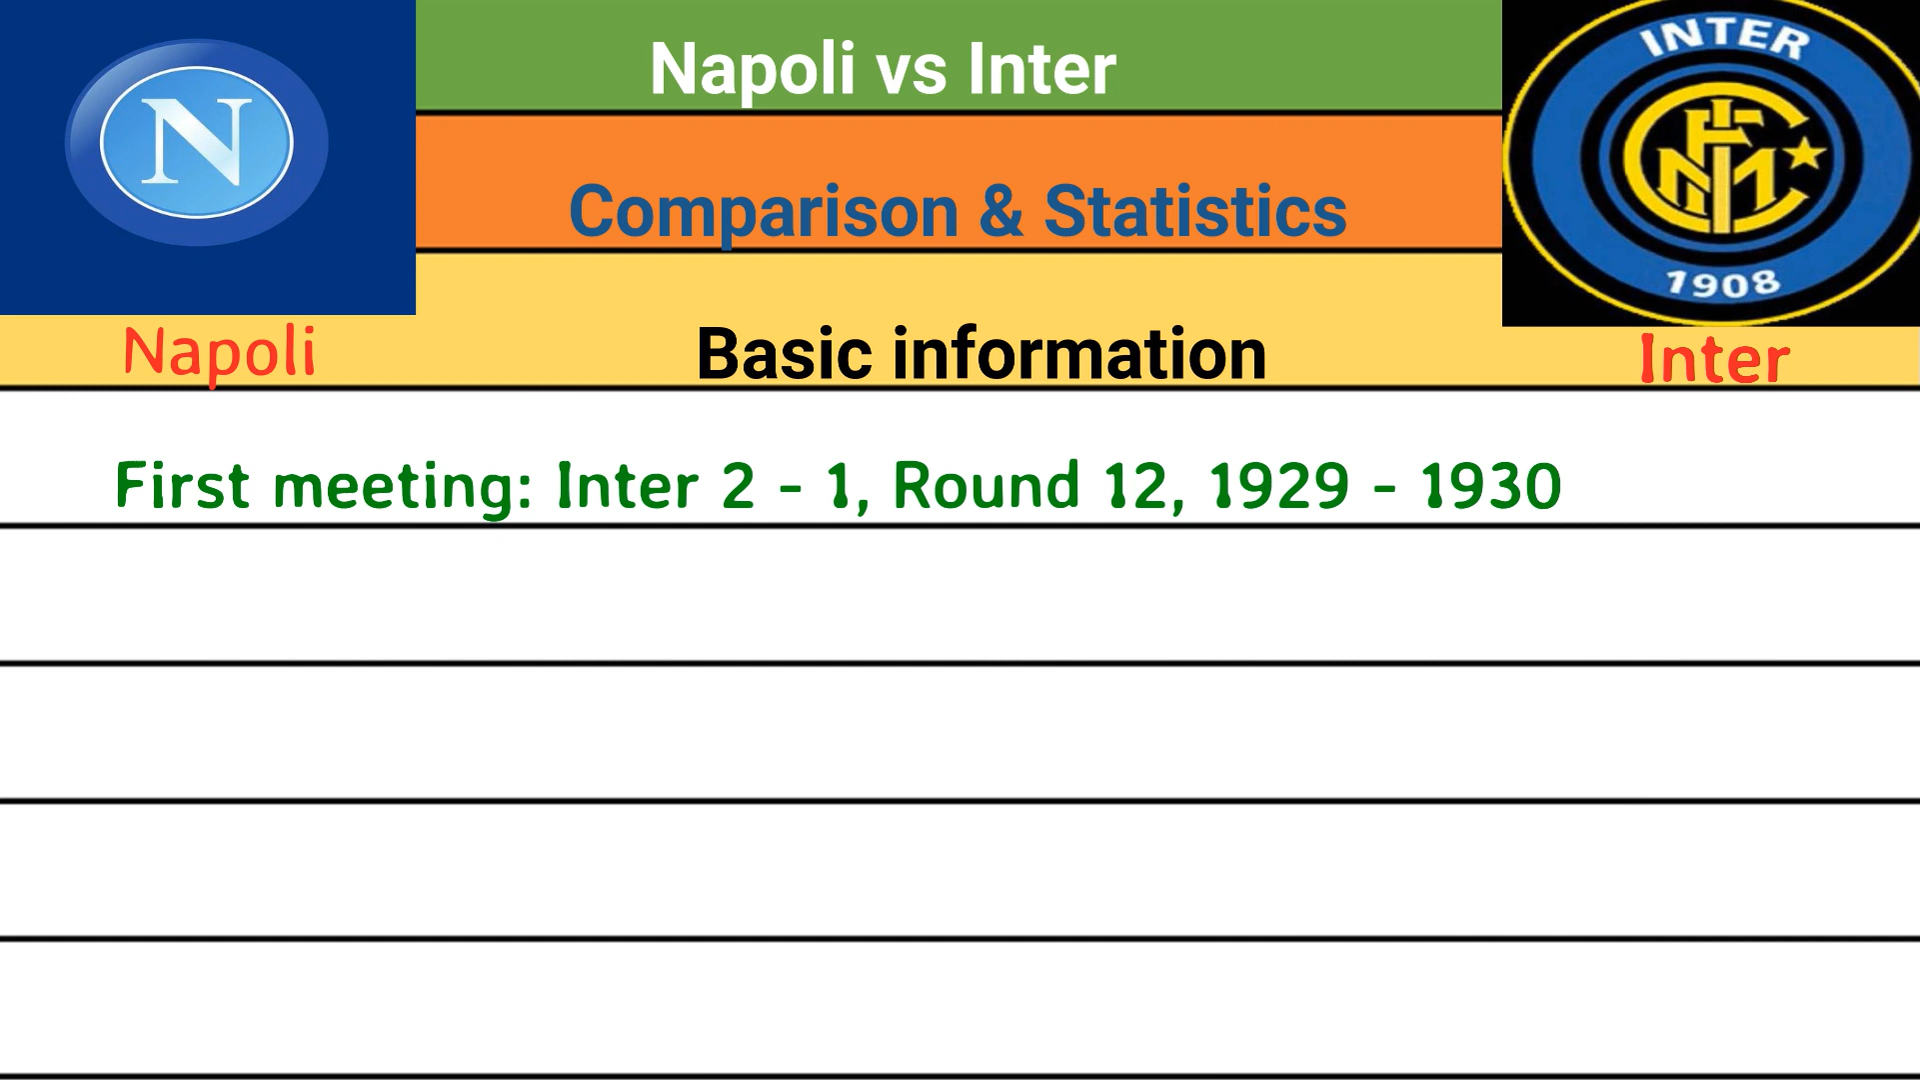 N
Napoli vs Inter
INTER
FCIM
1908
Comparison & Statistics
Napoli
Basic information
Inter
First meeting: Inter 2 - 1, Round 12, 1929 - 1930